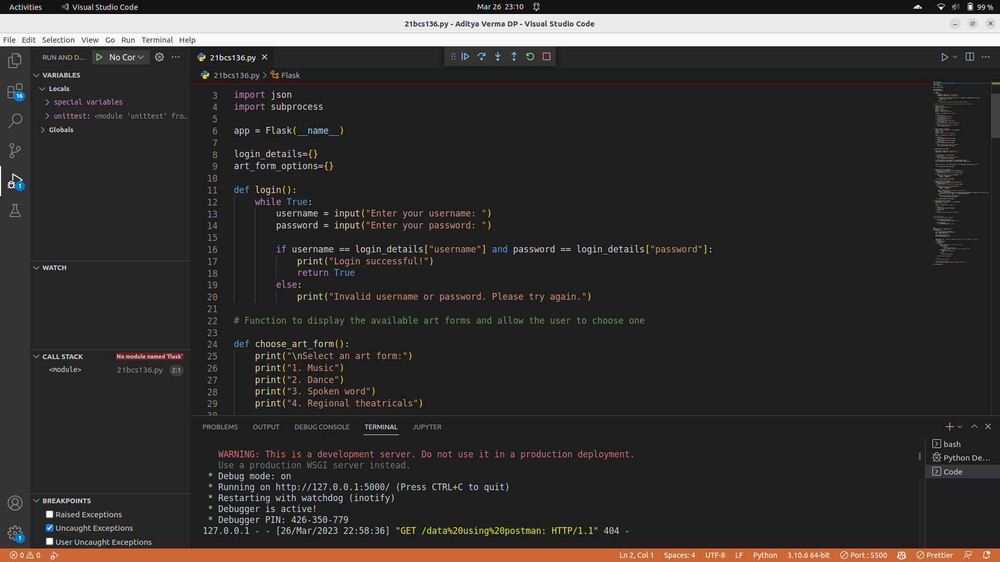 Activities Visual Studio Code Mar 26 23:10 99 %
21bcs136.py - Aditya Verma DP - Visual Studio Code
File Edit Selection View Go Run Terminal Help
RUN AND D... No Cor 21bcs136.py
21bcs136.py Flask
VARIABLES
Locals
special variables
unittest: <module 'unittest' fro...
Globals
16
1
3 import json
4 import subprocess
5
6 app = Flask(__name__)
7
8 login_details={}
9 art_form_options={}
10
11 def login():
12 while True:
13 username = input("Enter your username: ")
14 password = input("Enter your password: ")
15
16 if username == login_details["username"] and password == login_details["password"]:
17 print("Login successful!")
18 return True
19 else:
20 print("Invalid username or password. Please try again.")
21
22 # Function to display the available art forms and allow the user to choose one
23
24 def choose_art_form():
25 print("\nSelect an art form:")
26 print("1. Music")
27 print("2. Dance")
28 print("3. Spoken word")
29 print("4. Regional theatricals")
30
WATCH
CALL STACK No module named 'flask'
<module> 21bcs136.py 2:1
BREAKPOINTS
Raised Exceptions
Uncaught Exceptions
User Uncaught Exceptions
1
PROBLEMS OUTPUT DEBUG CONSOLE TERMINAL JUPYTER
WARNING: This is a development server. Do not use it in a production deployment.
Use a production WSGI server instead.
* Debug mode: on
* Running on http://127.0.0.1:5000/ (Press CTRL+C to quit)
* Restarting with watchdog (inotify)
* Debugger is active!
* Debugger PIN: 426-350-779
127.0.0.1 - - [26/Mar/2023 22:58:36] "GET /data%20using%20postman: HTTP/1.1" 404 -
bash
Python De...
Code
0 0 Ln 2, Col 1 Spaces: 4 UTF-8 LF Python 3.10.6 64-bit Port : 5500 Prettier